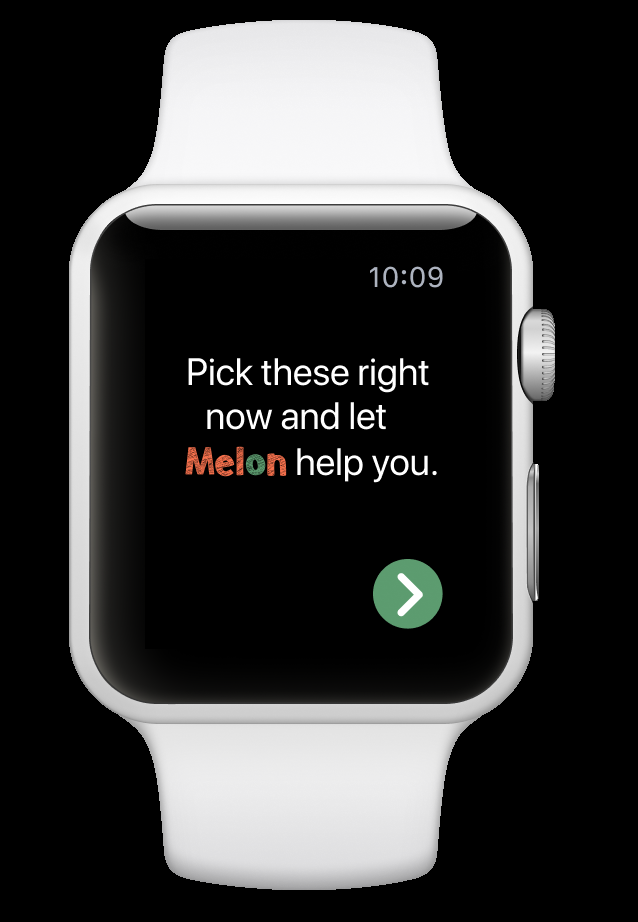 10:09
Pick these right
now and let
Melon help you.